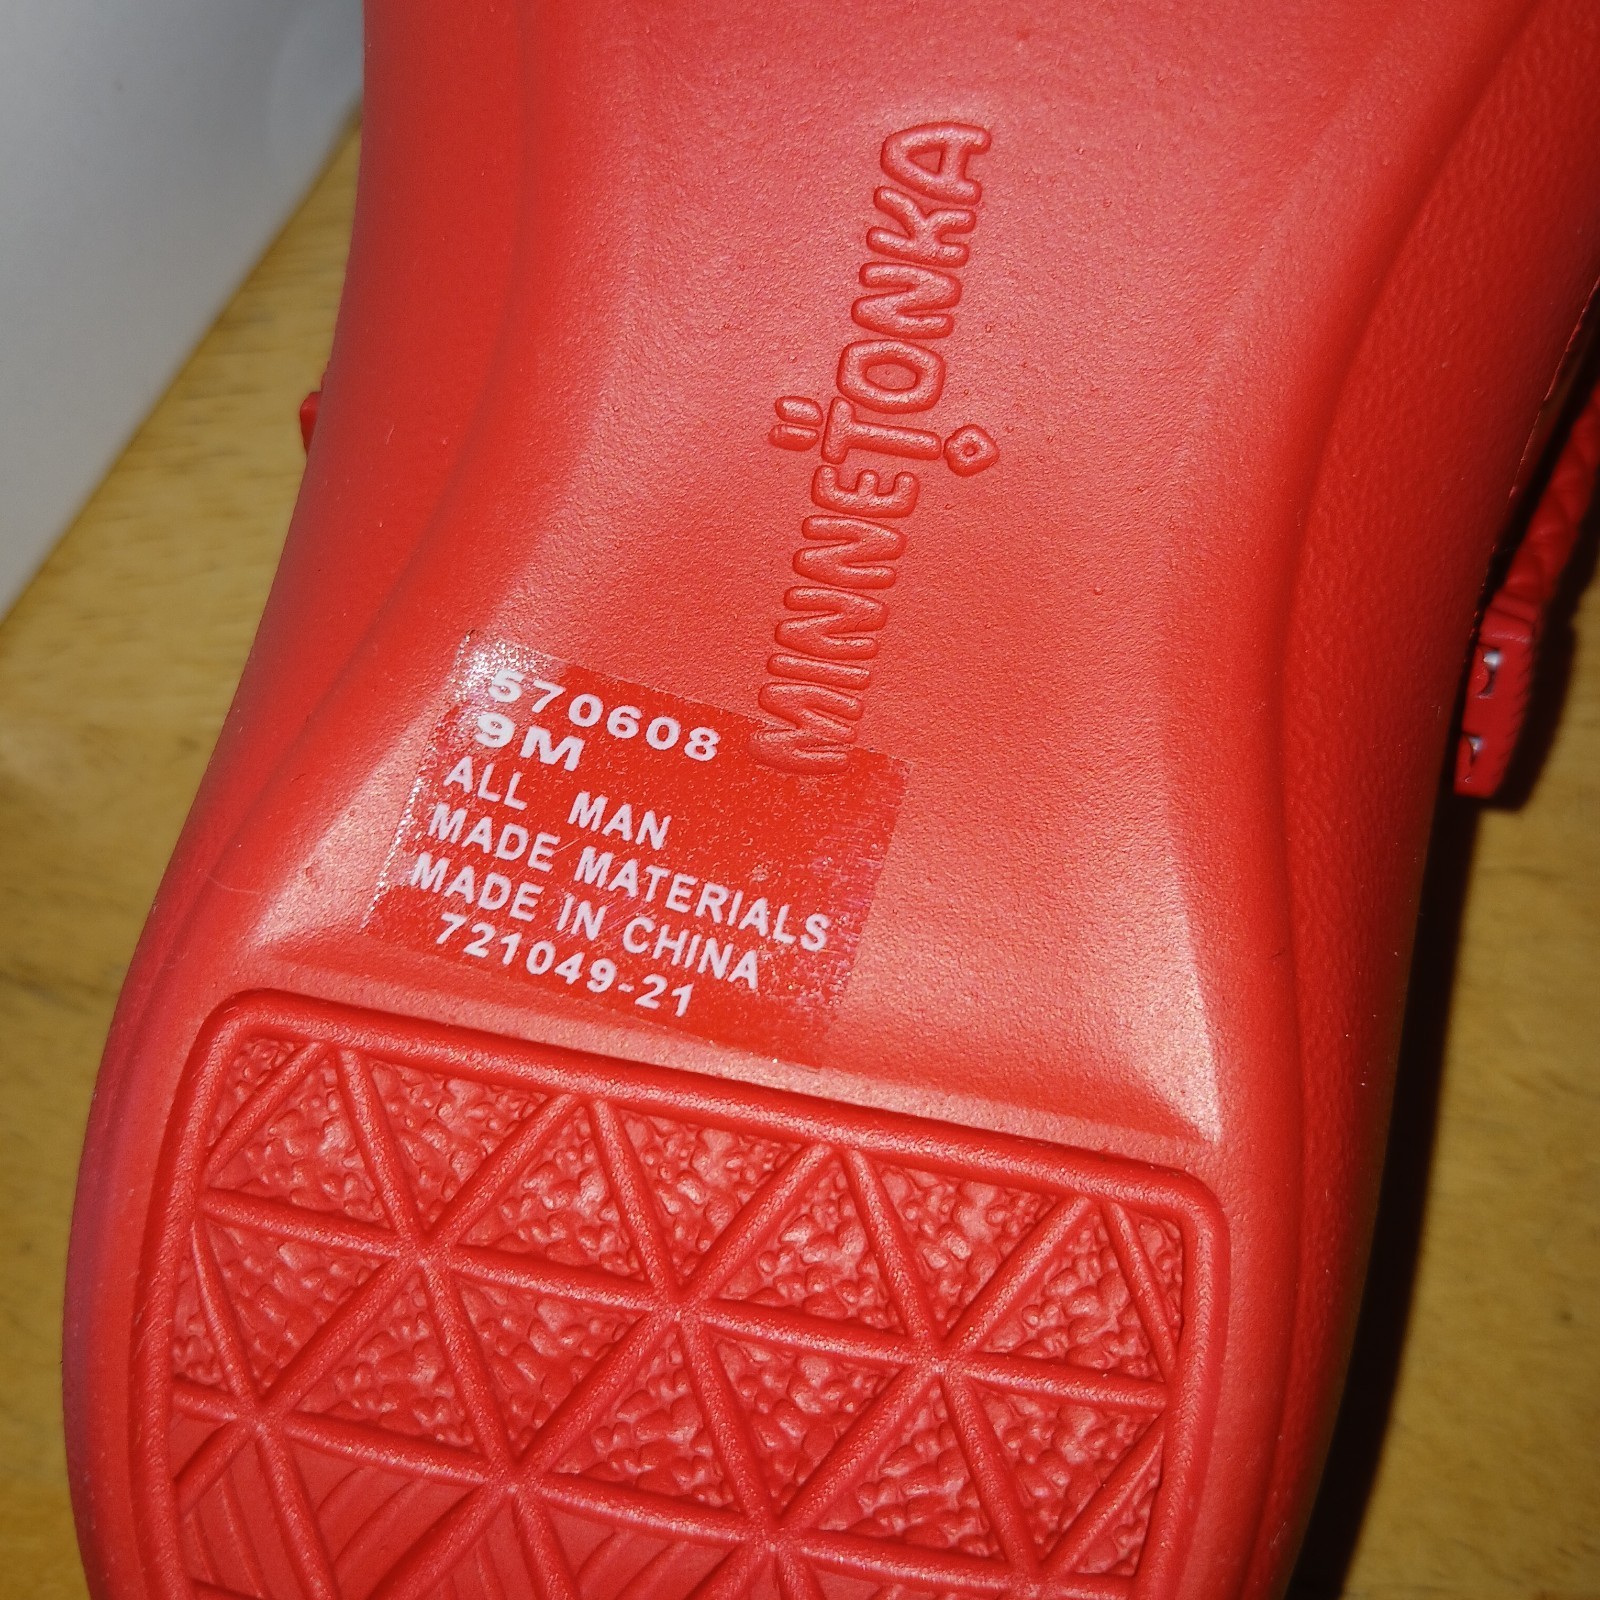 MINNETONKA
570608
9M
ALL MAN
MADE MATERIALS
MADE IN CHINA
721049-21